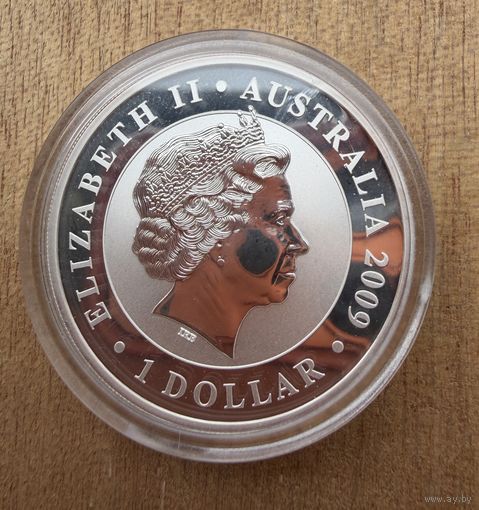 ELIZABETH II • AUSTRALIA 2009
• 1 DOLLAR •
IRB
www.ay.by